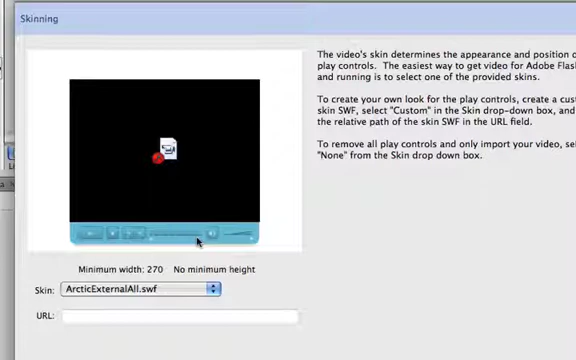 Skinning
The video's skin determines the appearance and position o
play controls. The easiest way to get video for Adobe Flas
and running is to select one of the provided skins.
To create your own look for the play controls, create a cus
skin SWF, select "Custom" in the Skin drop-down box, and
the relative path of the skin SWF in the URL field.
To remove all play controls and only import your video, se
"None" from the Skin drop down box.
Minimum width: 270 No minimum height
Skin: ArcticExternalAll.swf
URL: